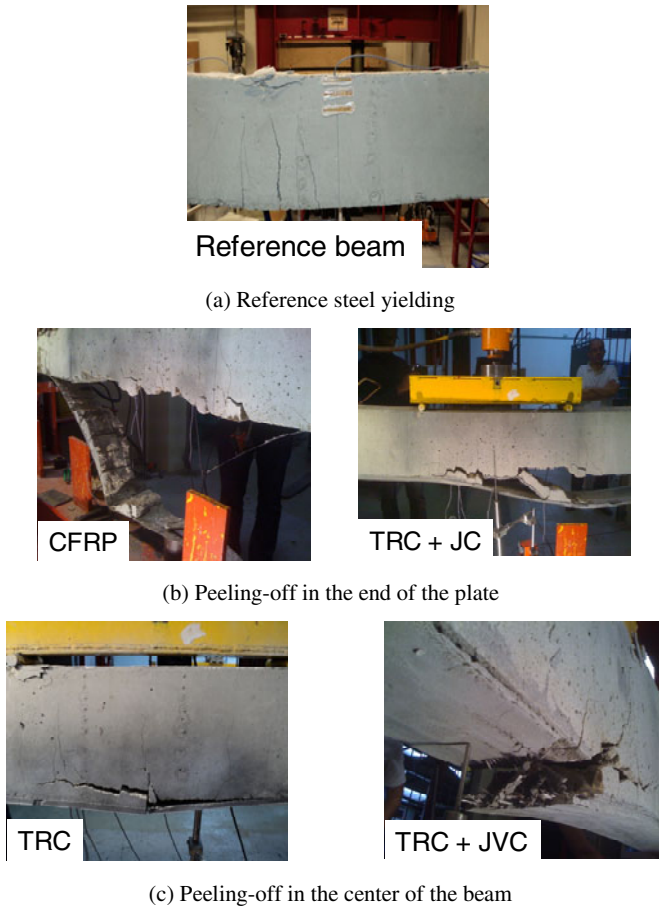 Reference beam
(a) Reference steel yielding
CFRP
TRC + JC
(b) Peeling-off in the end of the plate
TRC
TRC + JVC
(c) Peeling-off in the center of the beam